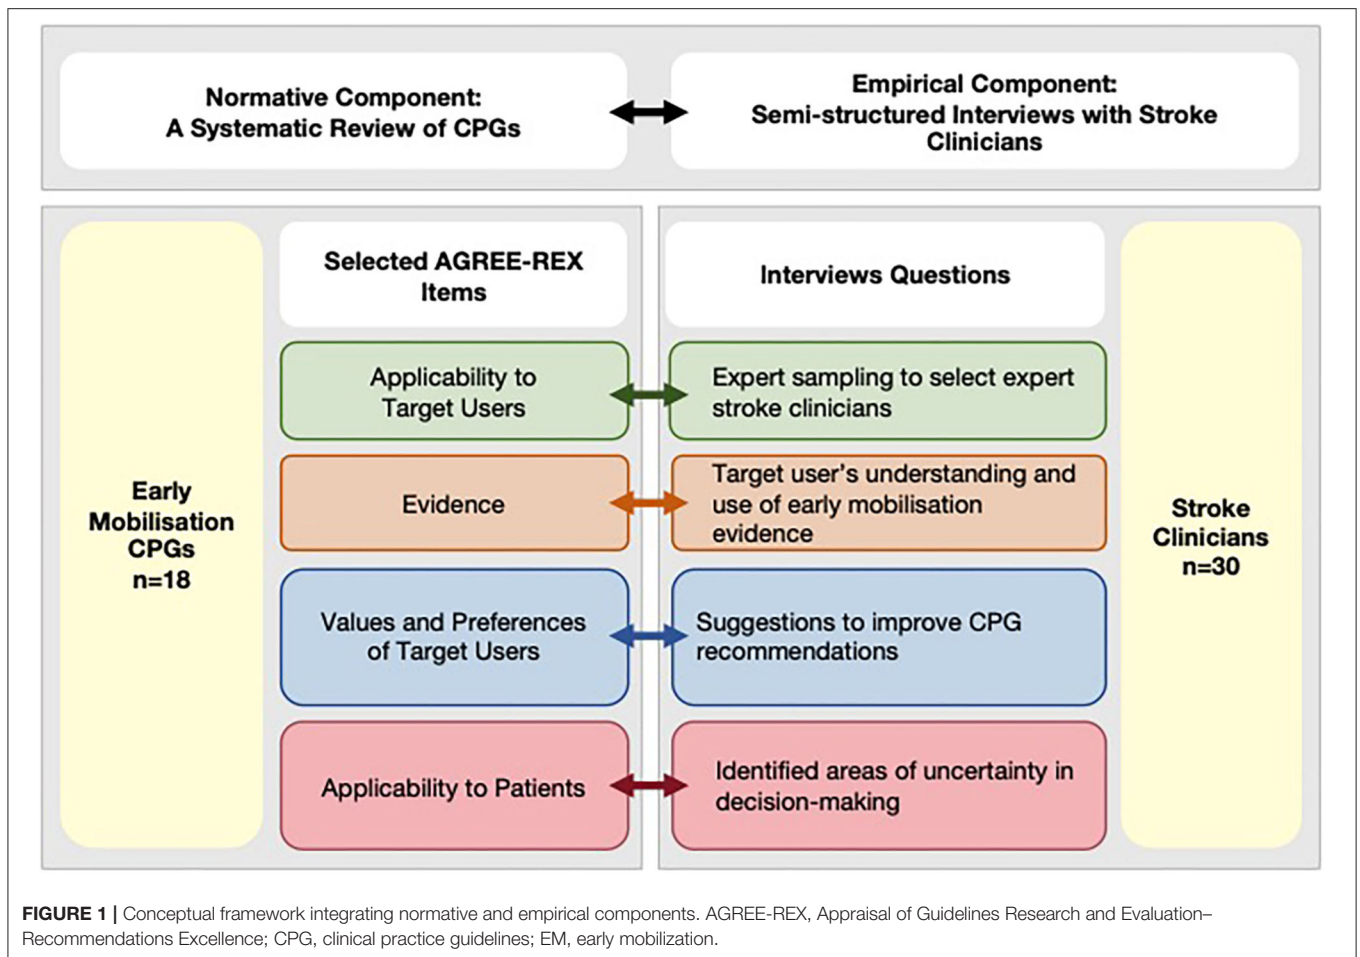 Normative Component:
A Systematic Review of CPGs
Empirical Component:
Semi-structured Interviews with Stroke
Clinicians
Early
Mobilisation
CPGs
n=18
Selected AGREE-REX
Items
Interviews Questions
Applicability to
Target Users
Expert sampling to select expert
stroke clinicians
Evidence
Target user's understanding and
use of early mobilisation
evidence
Values and Preferences
of Target Users
Suggestions to improve CPG
recommendations
Applicability to Patients
Identified areas of uncertainty in
decision-making
Stroke
Clinicians
n=30
FIGURE 1 | Conceptual framework integrating normative and empirical components. AGREE-REX, Appraisal of Guidelines Research and Evaluation–
Recommendations Excellence; CPG, clinical practice guidelines; EM, early mobilization.